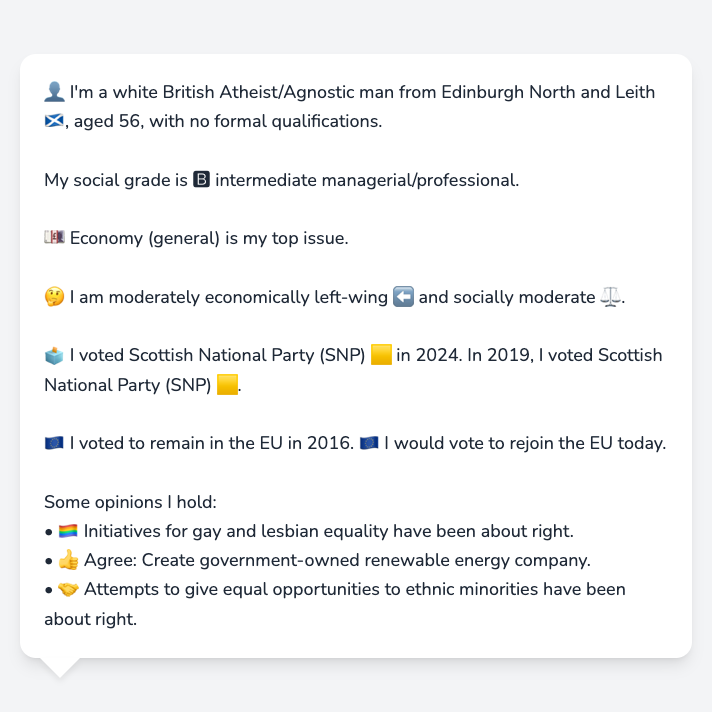 👤 I'm a white British Atheist/Agnostic man from Edinburgh North and Leith
🏴󠁧󠁢󠁳󠁣󠁴󠁿, aged 56, with no formal qualifications.
My social grade is 🅱 intermediate managerial/professional.
💷 Economy (general) is my top issue.
🤔 I am moderately economically left-wing ⬅️ and socially moderate ⚖️.
🗳️ I voted Scottish National Party (SNP) 🟨 in 2024. In 2019, I voted Scottish
National Party (SNP) 🟨.
🇪🇺 I voted to remain in the EU in 2016. 🇪🇺 I would vote to rejoin the EU today.
Some opinions I hold:
• 🏳️‍🌈 Initiatives for gay and lesbian equality have been about right.
• 👍 Agree: Create government-owned renewable energy company.
• 🤝 Attempts to give equal opportunities to ethnic minorities have been
about right.